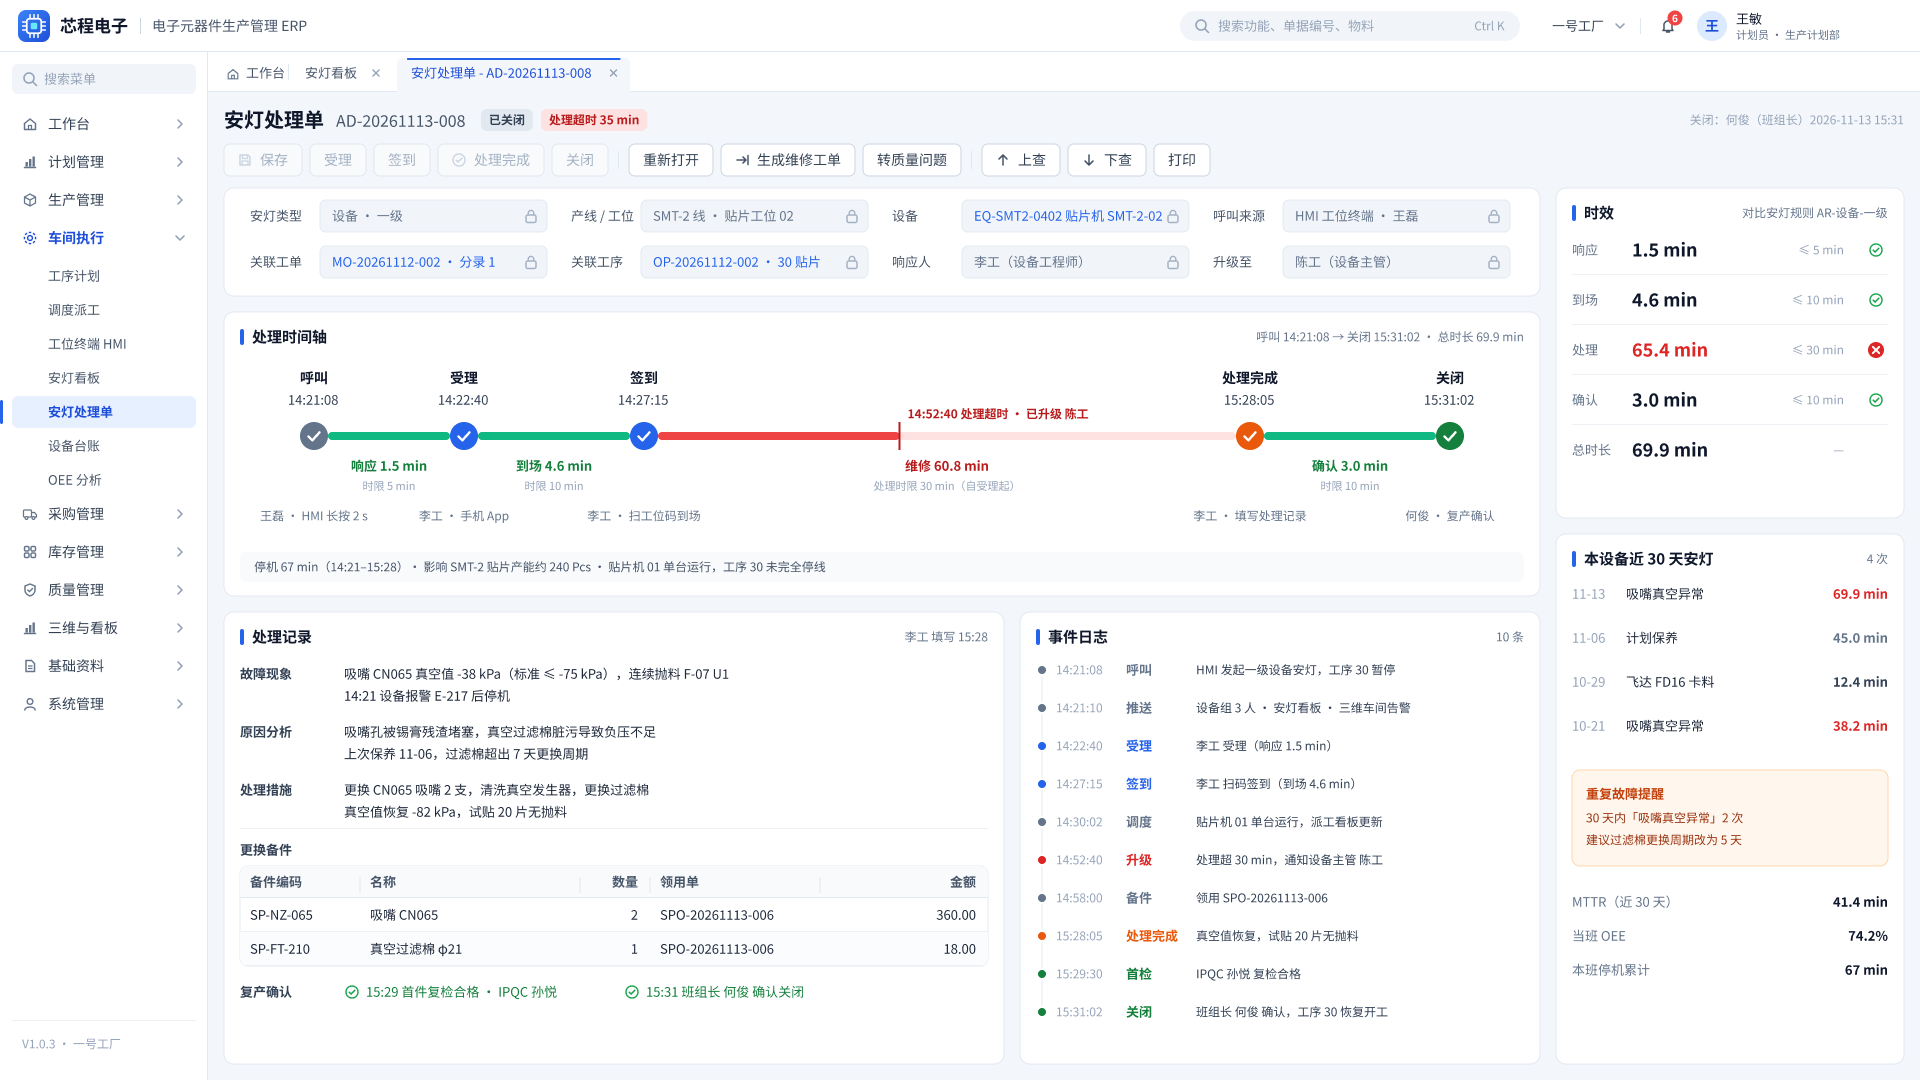 芯程电子
电子元器件生产管理 ERP
搜索功能、单据编号、物料
Ctrl K
一号工厂
6
王
王敏
计划员 · 生产计划部
搜索菜单
工作台
计划管理
生产管理
车间执行
工序计划
调度派工
工位终端 HMI
安灯看板
安灯处理单
设备台账
OEE 分析
采购管理
库存管理
质量管理
三维与看板
基础资料
系统管理
V1.0.3 · 一号工厂
工作台
安灯看板
安灯处理单 - AD-20261113-008
安灯处理单
AD-20261113-008
已关闭
处理超时 35 min
关闭：何俊（班组长）2026-11-13 15:31
保存
受理
签到
处理完成
关闭
重新打开
生成维修工单
转质量问题
上查
下查
打印
安灯类型
设备 · 一级
产线 / 工位
SMT-2 线 · 贴片工位 02
设备
EQ-SMT2-0402 贴片机 SMT-2-02
呼叫来源
HMI 工位终端 · 王磊
关联工单
MO-20261112-002 · 分录 1
关联工序
OP-20261112-002 · 30 贴片
响应人
李工（设备工程师）
升级至
陈工（设备主管）
处理时间轴
呼叫 14:21:08 → 关闭 15:31:02 · 总时长 69.9 min
呼叫
14:21:08
受理
14:22:40
签到
14:27:15
处理完成
15:28:05
关闭
15:31:02
14:52:40 处理超时 · 已升级 陈工
响应 1.5 min
时限 5 min
到场 4.6 min
时限 10 min
维修 60.8 min
处理时限 30 min（自受理起）
确认 3.0 min
时限 10 min
王磊 · HMI 长按 2 s
李工 · 手机 App
李工 · 扫工位码到场
李工 · 填写处理记录
何俊 · 复产确认
停机 67 min（14:21–15:28） · 影响 SMT-2 贴片产能约 240 Pcs · 贴片机 01 单台运行，工序 30 未完全停线
处理记录
李工 填写 15:28
故障现象
吸嘴 CN065 真空值 -38 kPa（标准 ≤ -75 kPa），连续抛料 F-07 U1
14:21 设备报警 E-217 后停机
原因分析
吸嘴孔被锡膏残渣堵塞，真空过滤棉脏污导致负压不足
上次保养 11-06，过滤棉超出 7 天更换周期
处理措施
更换 CN065 吸嘴 2 支，清洗真空发生器，更换过滤棉
真空值恢复 -82 kPa，试贴 20 片无抛料
更换备件
备件编码
名称
数量
领用单
金额
SP-NZ-065
吸嘴 CN065
2
SPO-20261113-006
360.00
SP-FT-210
真空过滤棉 φ21
1
SPO-20261113-006
18.00
复产确认
15:29 首件复检合格 · IPQC 孙悦
15:31 班组长 何俊 确认关闭
事件日志
10 条
14:21:08
呼叫
HMI 发起一级设备安灯，工序 30 暂停
14:21:10
推送
设备组 3 人 · 安灯看板 · 三维车间告警
14:22:40
受理
李工 受理（响应 1.5 min）
14:27:15
签到
李工 扫码签到（到场 4.6 min）
14:30:02
调度
贴片机 01 单台运行，派工看板更新
14:52:40
升级
处理超 30 min，通知设备主管 陈工
14:58:00
备件
领用 SPO-20261113-006
15:28:05
处理完成
真空值恢复，试贴 20 片无抛料
15:29:30
首检
IPQC 孙悦 复检合格
15:31:02
关闭
班组长 何俊 确认，工序 30 恢复开工
时效
对比安灯规则 AR-设备-一级
响应
1.5 min
≤ 5 min
到场
4.6 min
≤ 10 min
处理
65.4 min
≤ 30 min
确认
3.0 min
≤ 10 min
总时长
69.9 min
—
本设备近 30 天安灯
4 次
11-13
吸嘴真空异常
69.9 min
11-06
计划保养
45.0 min
10-29
飞达 FD16 卡料
12.4 min
10-21
吸嘴真空异常
38.2 min
重复故障提醒
30 天内「吸嘴真空异常」2 次
建议过滤棉更换周期改为 5 天
MTTR（近 30 天）
41.4 min
当班 OEE
74.2%
本班停机累计
67 min